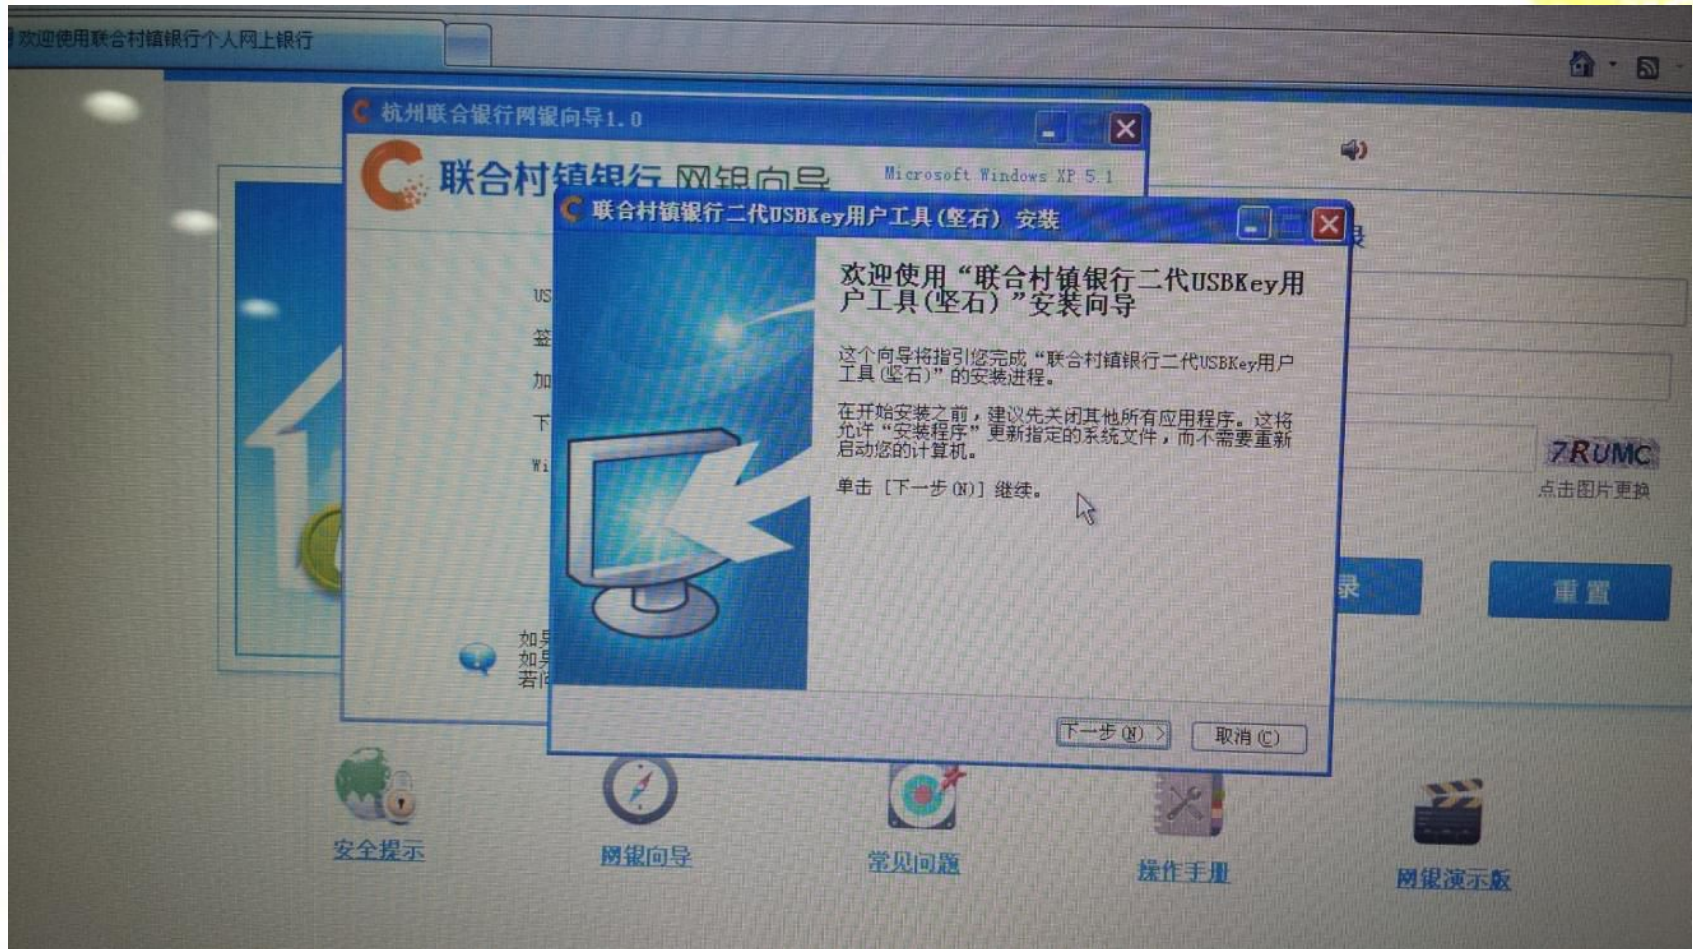 欢迎使用联合村镇银行个人网上银行
杭州联合银行网银向导1.0
联合村镇银行 网银向导
Microsoft Windows XP 5.1
联合村镇银行二代USBKey用户工具(坚石) 安装
欢迎使用“联合村镇银行二代USBKey用
户工具(坚石)”安装向导
US
签
这个向导将指引您完成“联合村镇银行二代USBKey用户
工具(坚石)”的安装进程。
加
下
在开始安装之前，建议先关闭其他所有应用程序。这将
允许“安装程序”更新指定的系统文件，而不需要重新
启动您的计算机。
Wi
单击 [下一步(N)] 继续。
7RUMC
点击图片更换
录
重置
如果
如果
若问
下一步(N) >
取消(C)
安全提示
网银向导
常见问题
操作手册
网银演示版